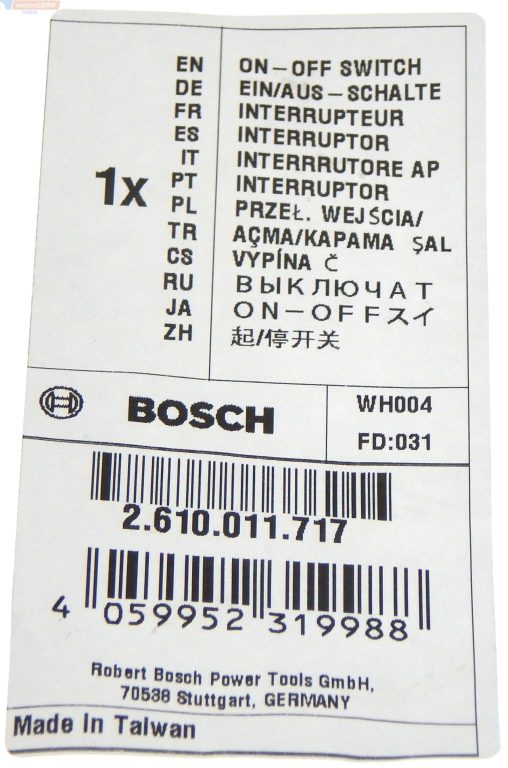 elektroSERW
EN ON-OFF SWITCH
DE EIN/AUS-SCHALTE
FR INTERRUPTEUR
ES INTERRUPTOR
IT INTERRRUTORE AP
1x
PT INTERRUPTOR
PL PRZEŁ. WEJŚCIA/
TR AÇMA/KAPAMA ŞAL
CS VYPÍNA Č
RU ВЫКЛЮЧАТ
JA ON-OFFスイ
ZH 起/停开关
BOSCH
WH004
FD:031
2.610.011.717
4 059952 319988
Robert Bosch Power Tools GmbH,
70538 Stuttgart, GERMANY
Made In Taiwan